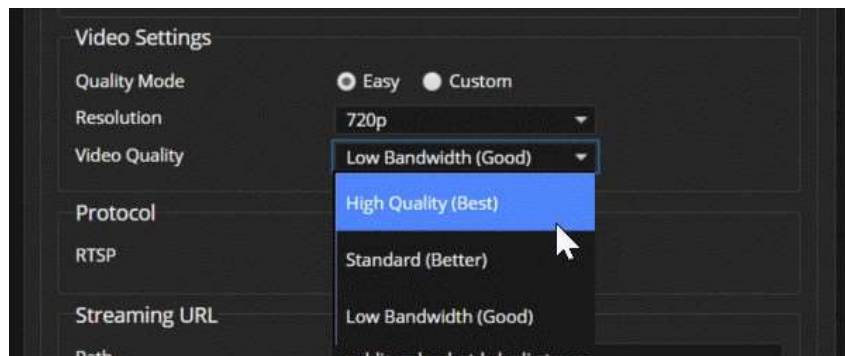 Video Settings
Quality Mode Easy Custom
Resolution 720p
Video Quality Low Bandwidth (Good)
High Quality (Best)
Protocol
RTSP
Standard (Better)
Streaming URL
Low Bandwidth (Good)
Path